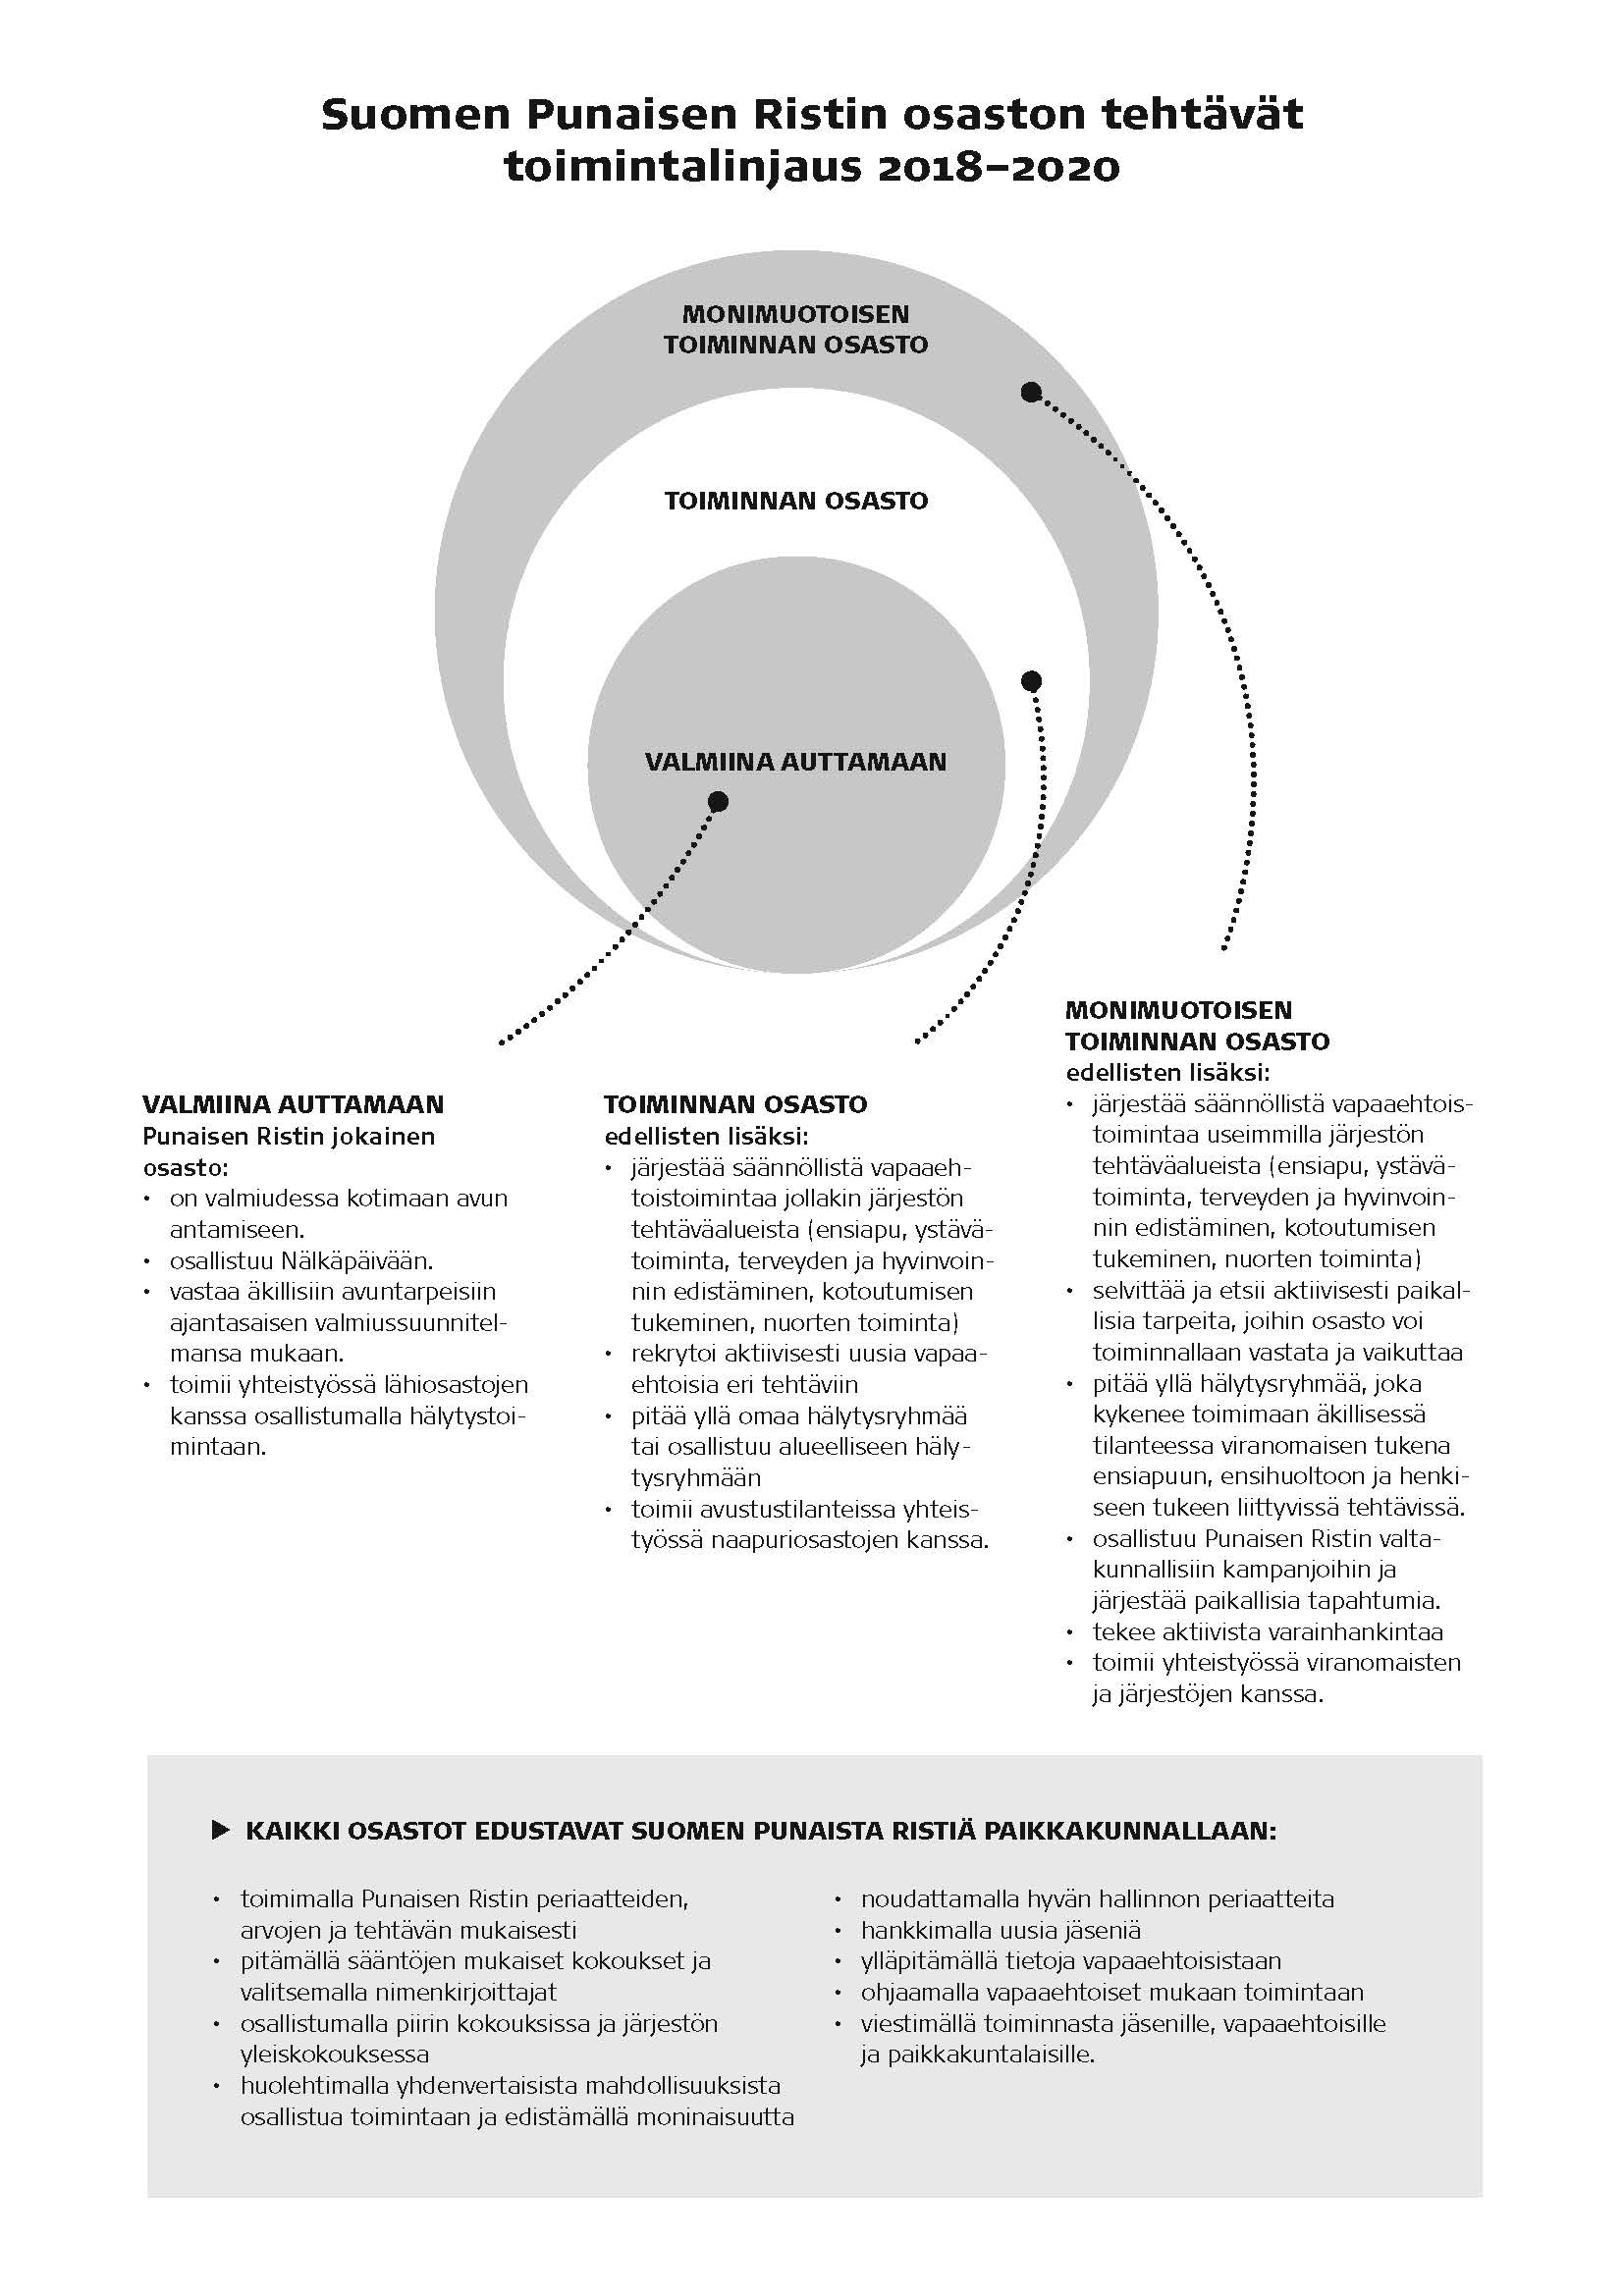 Suomen Punaisen Ristin osaston tehtävät
toimintalinjaus 2018–2020
MONIMUOTOISEN
TOIMINNAN OSASTO
TOIMINNAN OSASTO
VALMIINA AUTTAMAAN
VALMIINA AUTTAMAAN
Punaisen Ristin jokainen
osasto:
• on valmiudessa kotimaan avun
antamiseen.
• osallistuu Nälkäpäivään.
• vastaa äkillisiin avuntarpeisiin
ajantasaisen valmiussuunnitel-
mansa mukaan.
• toimii yhteistyössä lähiosastojen
kanssa osallistumalla hälytystoi-
mintaan.
TOIMINNAN OSASTO
edellisten lisäksi:
• järjestää säännöllistä vapaaeh-
toistoimintaa jollakin järjestön
tehtäväalueista (ensiapu, ystävä-
toiminta, terveyden ja hyvinvoin-
nin edistäminen, kotoutumisen
tukeminen, nuorten toiminta)
• rekrytoi aktiivisesti uusia vapaa-
ehtoisia eri tehtäviin
• pitää yllä omaa hälytysryhmää
tai osallistuu alueelliseen häly-
tysryhmään
• toimii avustustilanteissa yhteis-
työssä naapuriosastojen kanssa.
MONIMUOTOISEN
TOIMINNAN OSASTO
edellisten lisäksi:
• järjestää säännöllistä vapaaehtois-
toimintaa useimmilla järjestön
tehtäväalueista (ensiapu, ystävä-
toiminta, terveyden ja hyvinvoin-
nin edistäminen, kotoutumisen
tukeminen, nuorten toiminta)
• selvittää ja etsii aktiivisesti paikal-
lisia tarpeita, joihin osasto voi
toiminnallaan vastata ja vaikuttaa
• pitää yllä hälytysryhmää, joka
kykenee toimimaan äkillisessä
tilanteessa viranomaisen tukena
ensiapuun, ensihuoltoon ja henki-
seen tukeen liittyvissä tehtävissä.
• osallistuu Punaisen Ristin valta-
kunnallisiin kampanjoihin ja
järjestää paikallisia tapahtumia.
• tekee aktiivista varainhankintaa
• toimii yhteistyössä viranomaisten
ja järjestöjen kanssa.
▶ KAIKKI OSASTOT EDUSTAVAT SUOMEN PUNAISTA RISTIÄ PAIKKAKUNNALLAAN:
• toimimalla Punaisen Ristin periaatteiden,
arvojen ja tehtävän mukaisesti
• pitämällä sääntöjen mukaiset kokoukset ja
valitsemalla nimenkirjoittajat
• osallistumalla piirin kokouksissa ja järjestön
yleiskokouksessa
• huolehtimalla yhdenvertaisista mahdollisuuksista
osallistua toimintaan ja edistämällä moninaisuutta
• noudattamalla hyvän hallinnon periaatteita
• hankkimalla uusia jäseniä
• ylläpitämällä tietoja vapaaehtoisistaan
• ohjaamalla vapaaehtoiset mukaan toimintaan
• viestimällä toiminnasta jäsenille, vapaaehtoisille
ja paikkakuntalaisille.